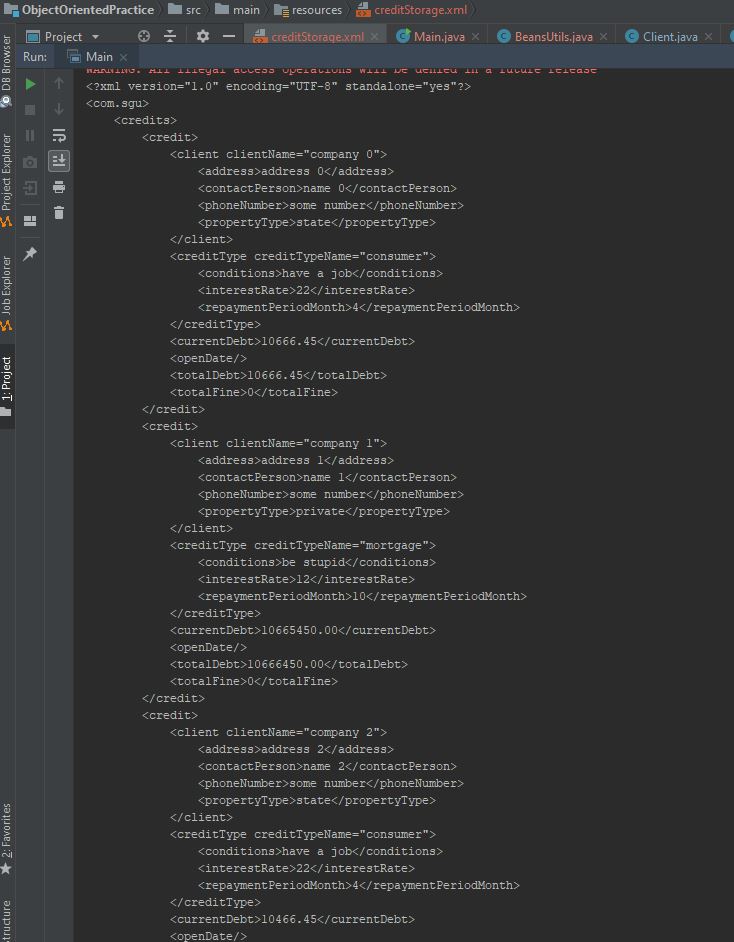 ObjectOrientedPractice src main resources creditStorage.xml
Project creditStorage.xml Main.java BeansUtils.java Client.java
Run: Main
DB Browser
Project Explorer
Job Explorer
1: Project
2: Favorites
WARNING: All illegal access operations will be denied in a future release
<?xml version="1.0" encoding="UTF-8" standalone="yes"?>
<com.sgu>
    <credits>
        <credit>
            <client clientName="company 0">
                <address>address 0</address>
                <contactPerson>name 0</contactPerson>
                <phoneNumber>some number</phoneNumber>
                <propertyType>state</propertyType>
            </client>
            <creditType creditTypeName="consumer">
                <conditions>have a job</conditions>
                <interestRate>22</interestRate>
                <repaymentPeriodMonth>4</repaymentPeriodMonth>
            </creditType>
            <currentDebt>10666.45</currentDebt>
            <openDate/>
            <totalDebt>10666.45</totalDebt>
            <totalFine>0</totalFine>
        </credit>
        <credit>
            <client clientName="company 1">
                <address>address 1</address>
                <contactPerson>name 1</contactPerson>
                <phoneNumber>some number</phoneNumber>
                <propertyType>private</propertyType>
            </client>
            <creditType creditTypeName="mortgage">
                <conditions>be stupid</conditions>
                <interestRate>12</interestRate>
                <repaymentPeriodMonth>10</repaymentPeriodMonth>
            </creditType>
            <currentDebt>10665450.00</currentDebt>
            <openDate/>
            <totalDebt>10666450.00</totalDebt>
            <totalFine>0</totalFine>
        </credit>
        <credit>
            <client clientName="company 2">
                <address>address 2</address>
                <contactPerson>name 2</contactPerson>
                <phoneNumber>some number</phoneNumber>
                <propertyType>state</propertyType>
            </client>
            <creditType creditTypeName="consumer">
                <conditions>have a job</conditions>
                <interestRate>22</interestRate>
                <repaymentPeriodMonth>4</repaymentPeriodMonth>
            </creditType>
            <currentDebt>10466.45</currentDebt>
            <openDate/>